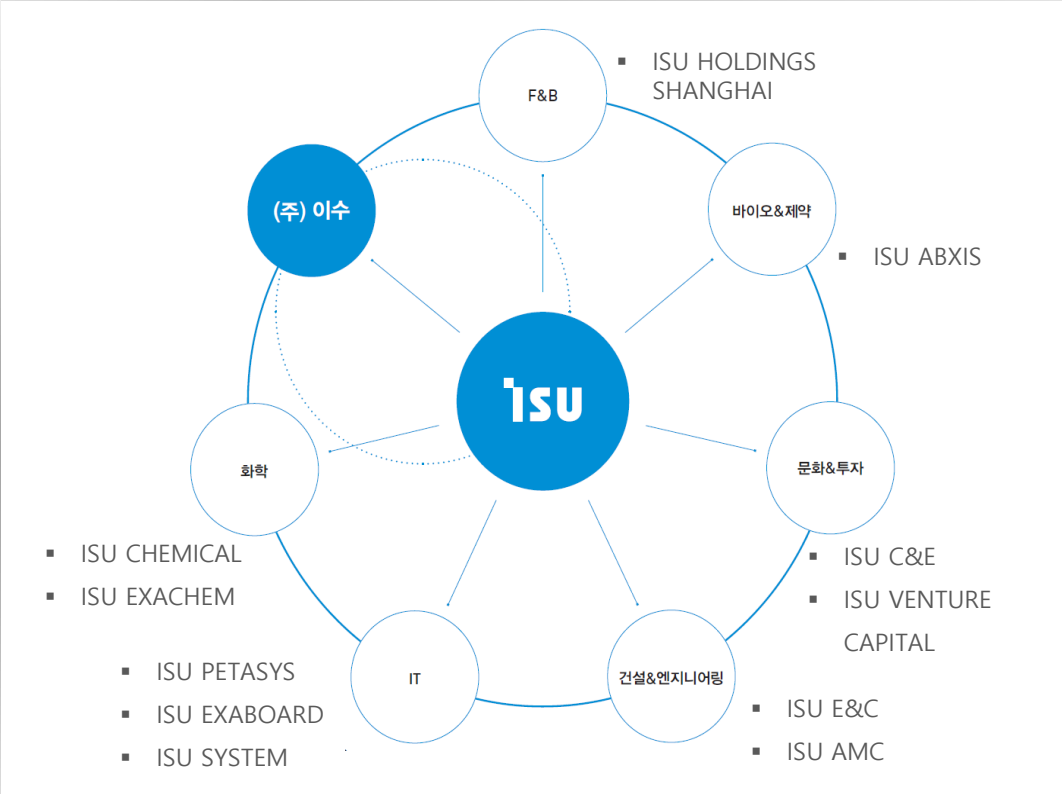 F&B
▪ ISU HOLDINGS
SHANGHAI
(주) 이수
바이오&제약
▪ ISU ABXIS
ISU
화학
문화&투자
▪ ISU CHEMICAL
▪ ISU EXACHEM
▪ ISU C&E
▪ ISU VENTURE
CAPITAL
IT
▪ ISU PETASYS
▪ ISU EXABOARD
▪ ISU SYSTEM
건설&엔지니어링
▪ ISU E&C
▪ ISU AMC